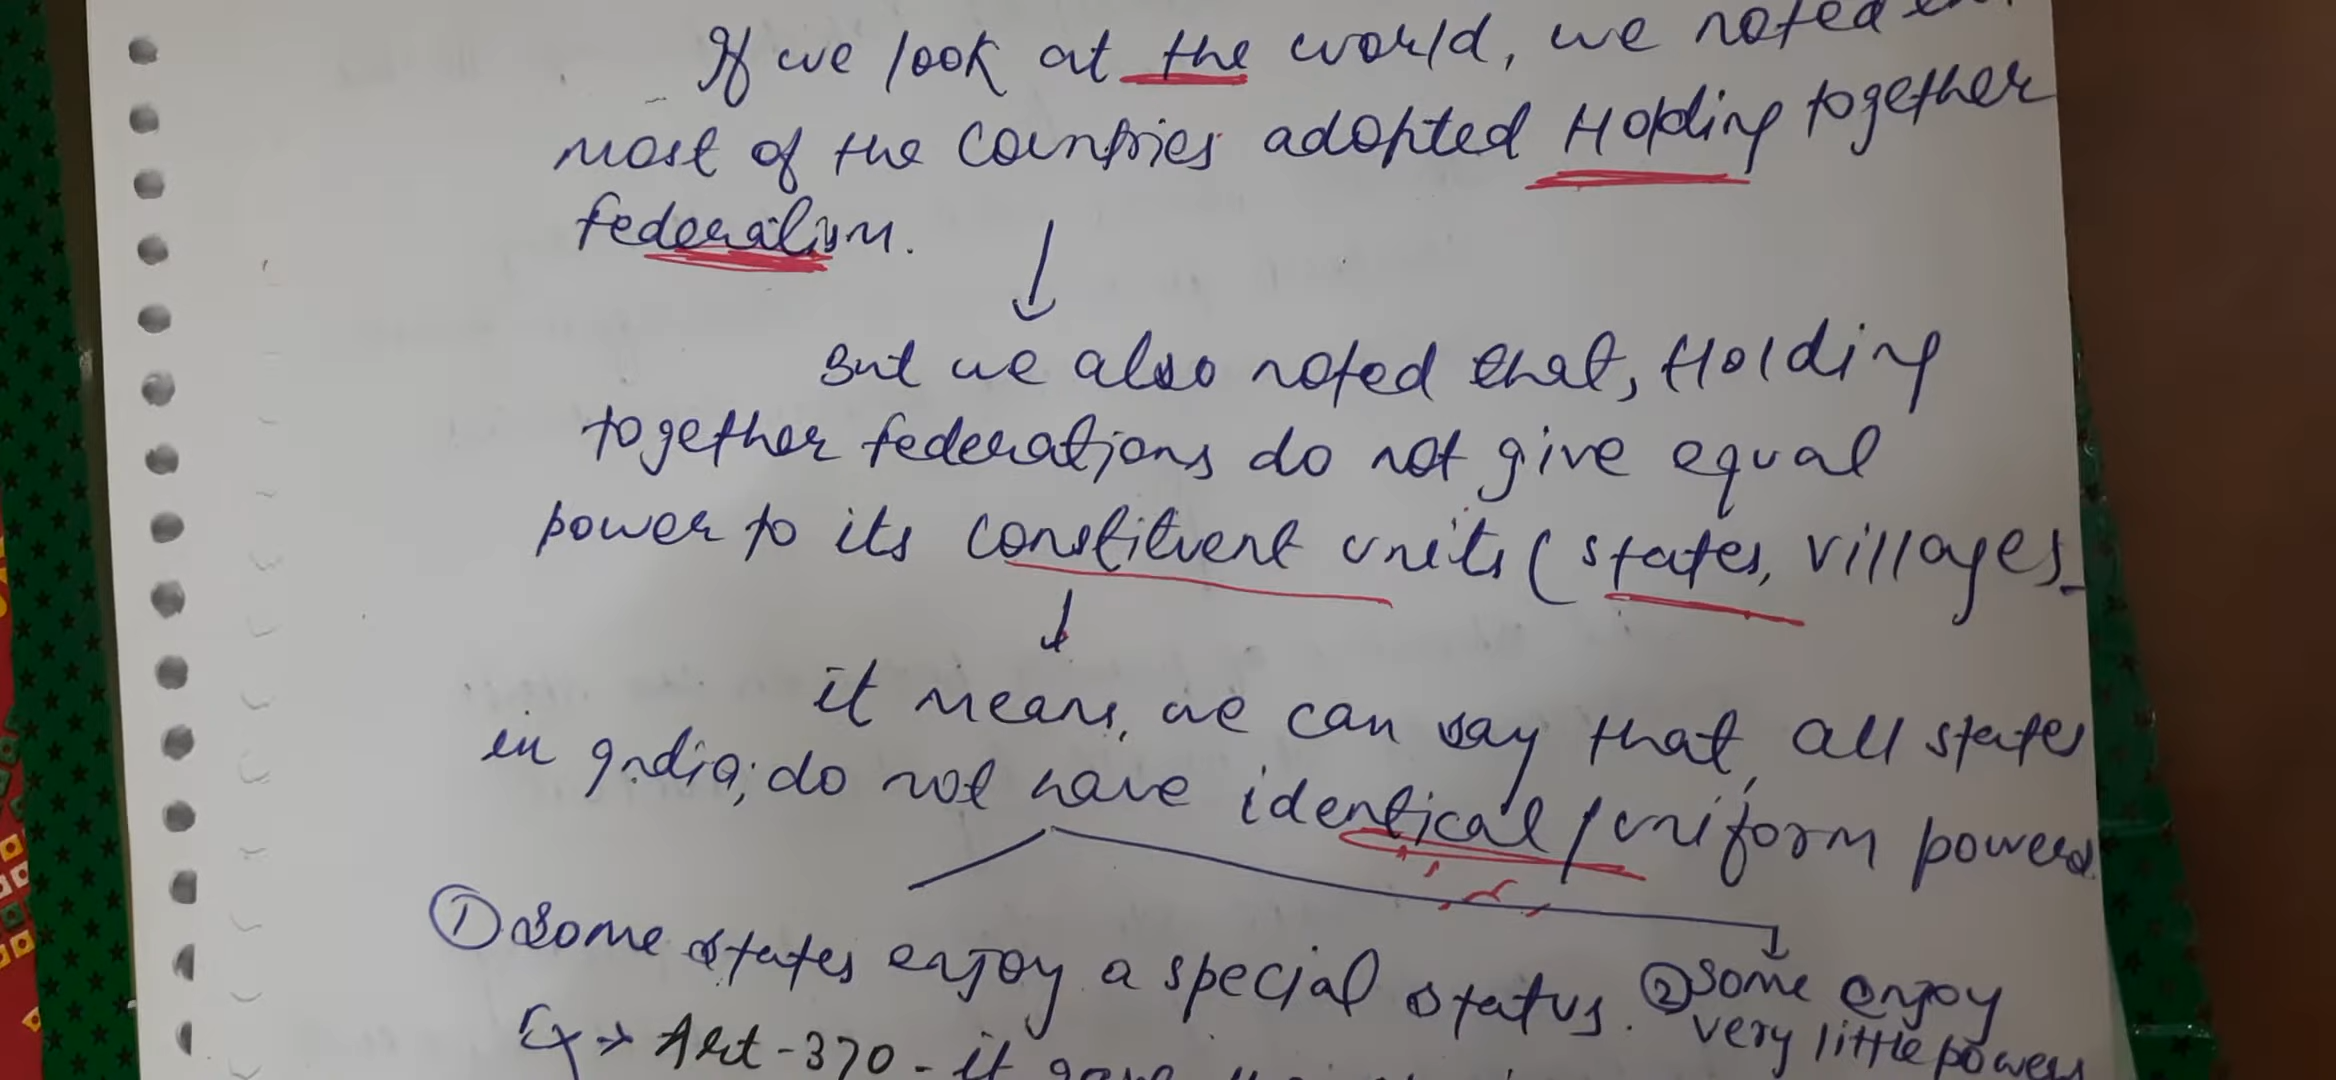 If we look at the world, we noted
most of the countries adopted Holding together
federalism.
But we also noted that, Holding
together federations do not give equal
power to its constituent units (states, villages
it means, we can say that, all states
in India, do not have identical / uniform powers.
① Some states enjoy a special status. ② Some enjoy
very little powers
Ex → Art-370 - it gave